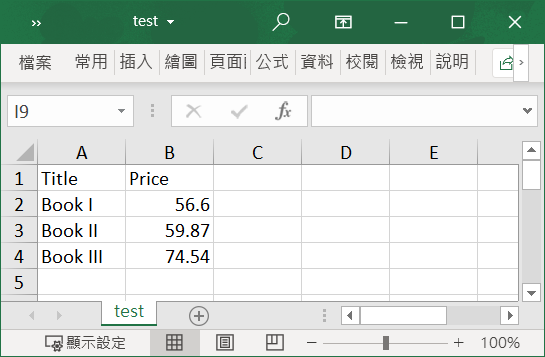 ›› test
檔案 常用 插入 繪圖 頁面 公式 資料 校閱 檢視 說明
I9 fx
A B C D E
1 Title Price
2 Book I 56.6
3 Book II 59.87
4 Book III 74.54
5
test
顯示設定 100%